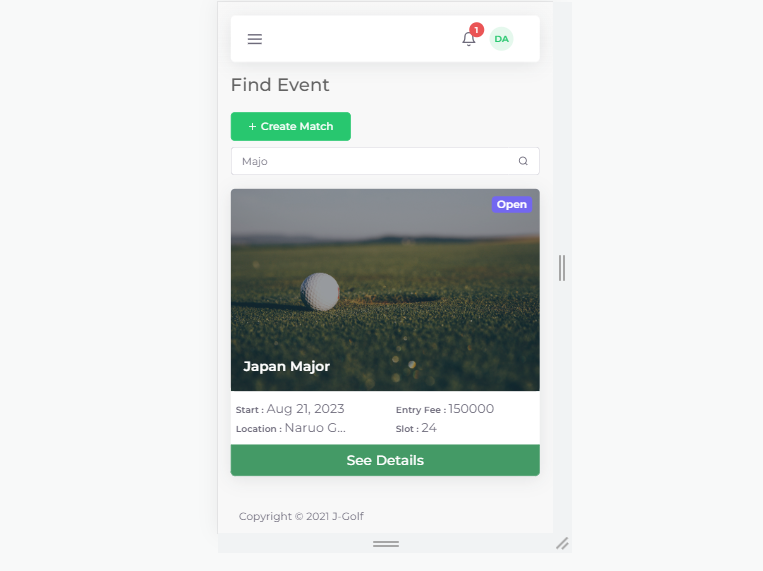 1
DA
Find Event
+ Create Match
Majo
Open
Japan Major
Start : Aug 21, 2023 Entry Fee : 150000
Location : Naruo G... Slot : 24
See Details
Copyright © 2021 J-Golf